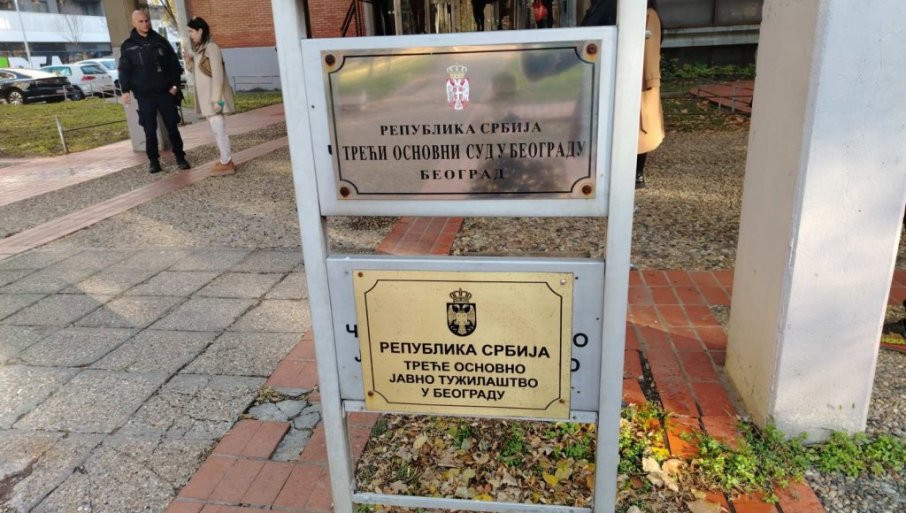 РЕПУБЛИКА СРБИЈА
ТРЕЋИ ОСНОВНИ СУД У БЕОГРАДУ
БЕОГРАД
РЕПУБЛИКА СРБИЈА
ТРЕЋЕ ОСНОВНО
ЈАВНО ТУЖИЛАШТВО
У БЕОГРАДУ